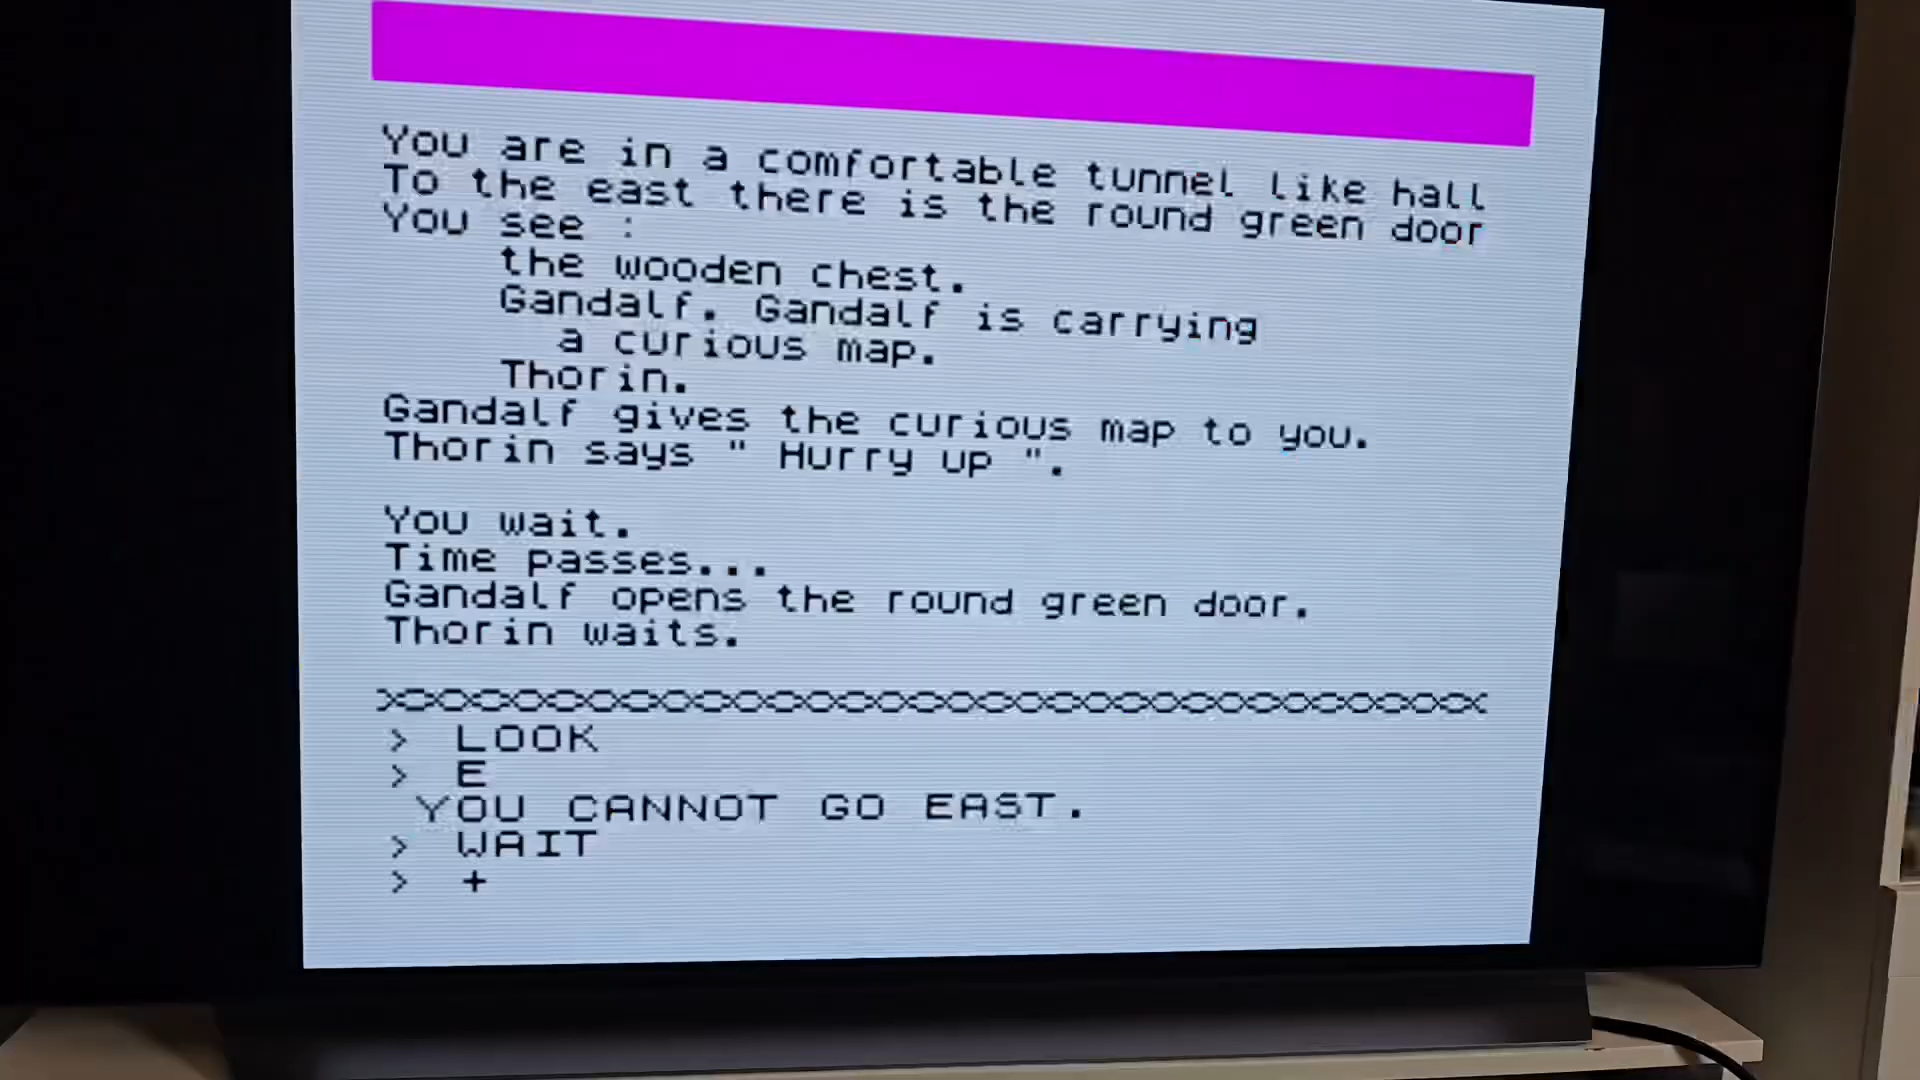 You are in a comfortable tunnel like hall
To the east there is the round green door
You see :
the wooden chest.
Gandalf. Gandalf is carrying
a curious map.
Thorin.
Gandalf gives the curious map to you.
Thorin says " Hurry up ".
You wait.
Time passes...
Gandalf opens the round green door.
Thorin waits.
> LOOK
> E
YOU CANNOT GO EAST.
> WAIT
> +